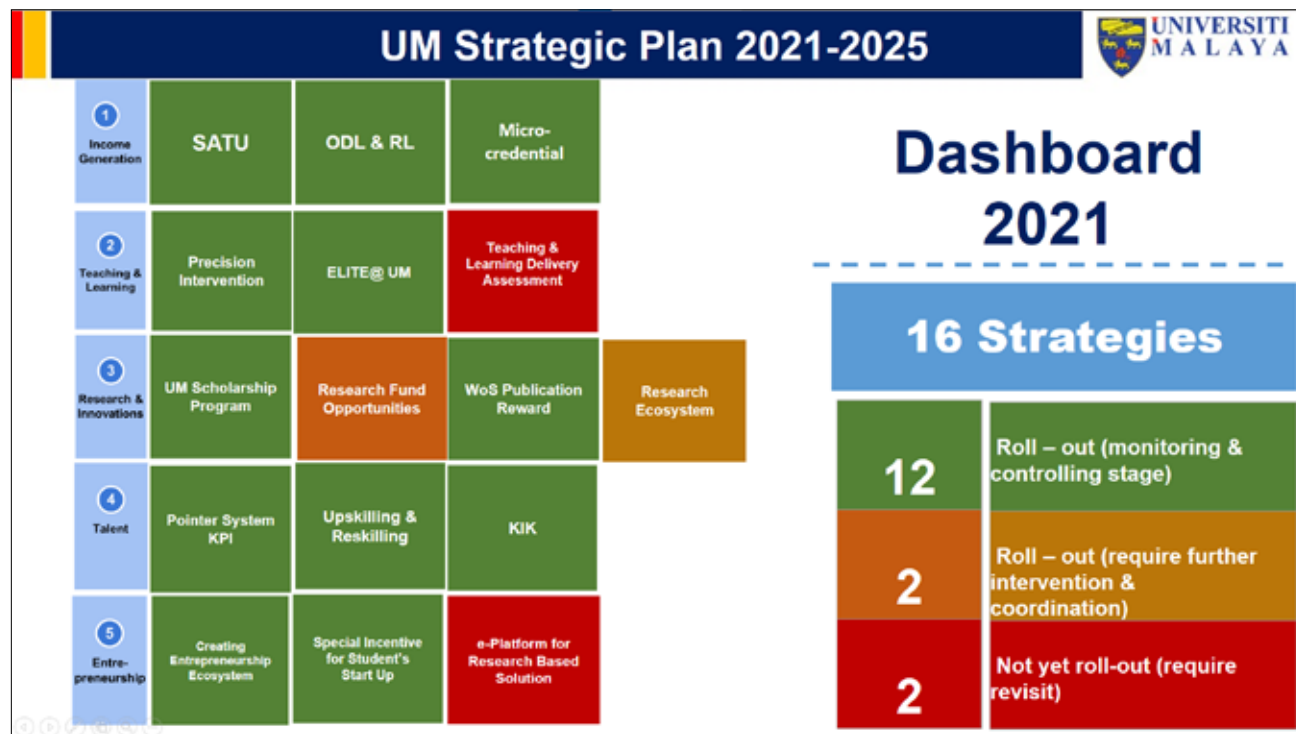 UM Strategic Plan 2021-2025
UNIVERSITI
MALAYA
1
Income
Generation
SATU
ODL & RL
Micro-
credential
2
Teaching &
Learning
Precision
Intervention
ELITE@ UM
Teaching &
Learning Delivery
Assessment
3
Research &
Innovations
UM Scholarship
Program
Research Fund
Opportunities
WoS Publication
Reward
Research
Ecosystem
4
Talent
Pointer System
KPI
Upskilling &
Reskilling
KIK
5
Entre-
preneurship
Creating
Entrepreneurship
Ecosystem
Special Incentive
for Student's
Start Up
e-Platform for
Research Based
Solution
Dashboard
2021
16 Strategies
12
Roll – out (monitoring &
controlling stage)
2
Roll – out (require further
intervention &
coordination)
2
Not yet roll-out (require
revisit)